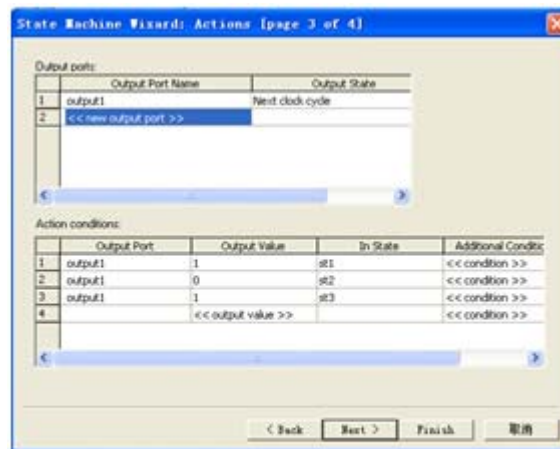 State Machine Wizard: Actions [page 3 of 4]
Output ports:
Output Port Name Output State
1 output1 Next clock cycle
2 << new output port >>
Action conditions:
Output Port Output Value In State Additional Conditic
1 output1 1 st1 << condition >>
2 output1 0 st2 << condition >>
3 output1 1 st3 << condition >>
4 << output value >> << condition >>
< Back Next > Finish 取消